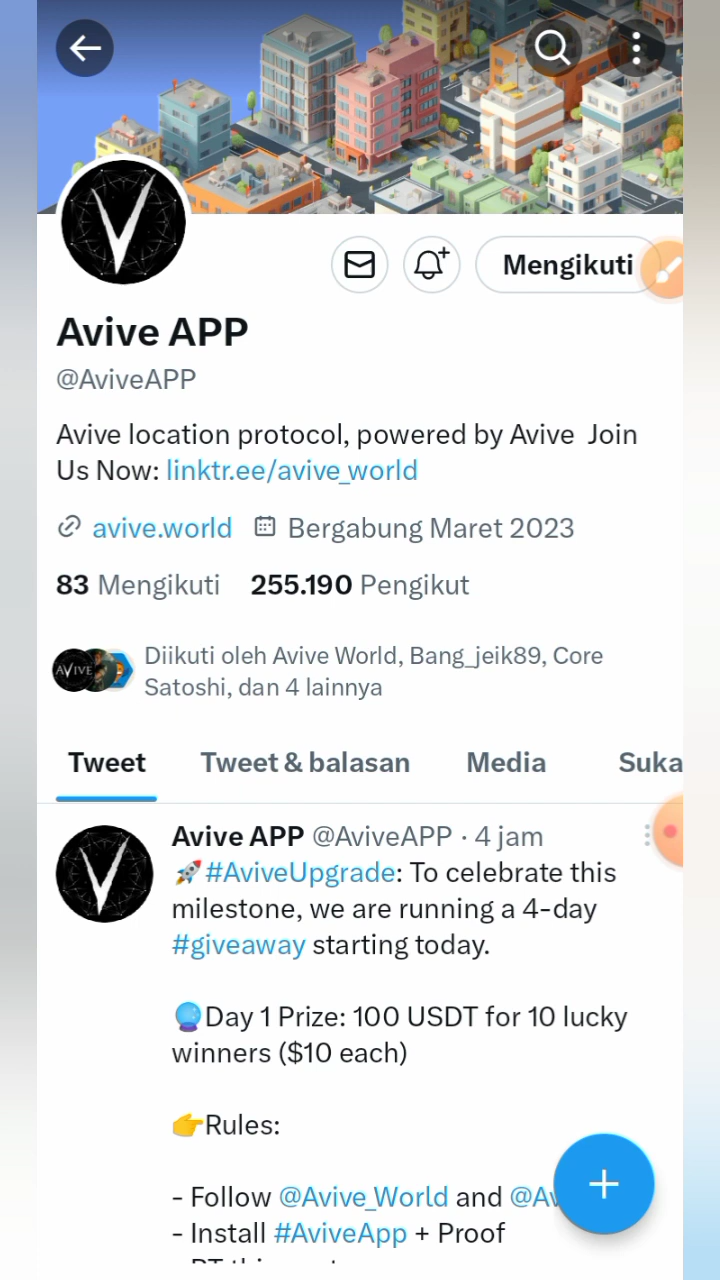 Mengikuti
Avive APP
@AviveAPP
Avive location protocol, powered by Avive Join
Us Now: linktr.ee/avive_world
avive.world Bergabung Maret 2023
83 Mengikuti 255.190 Pengikut
AVIVE
Diikuti oleh Avive World, Bang_jeik89, Core
Satoshi, dan 4 lainnya
Tweet Tweet & balasan Media Suka
Avive APP @AviveAPP · 4 jam
🚀#AviveUpgrade: To celebrate this
milestone, we are running a 4-day
#giveaway starting today.
🔮Day 1 Prize: 100 USDT for 10 lucky
winners ($10 each)
👉Rules:
- Follow @Avive_World and
- Install #AviveApp + Proof